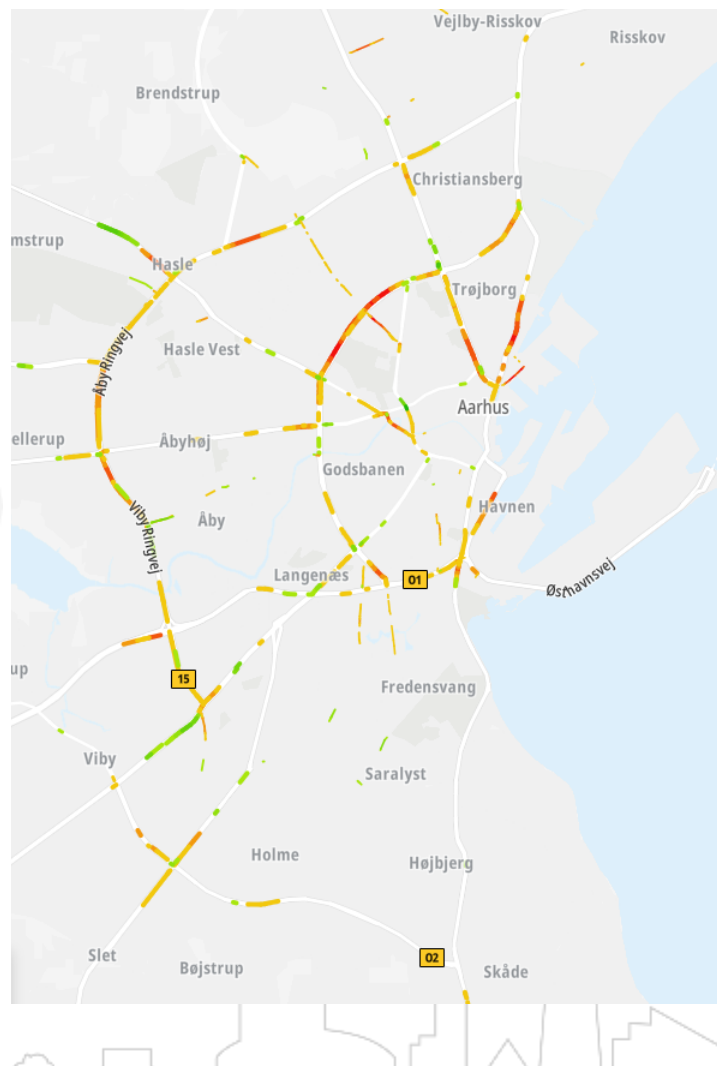 Vejlby-Risskov
Risskov
Brendstrup
Christiansberg
mstrup
Hasle
Trøjborg
Hasle Vest
Åby Ringvej
Aarhus
ellerup
Åbyhøj
Godsbanen
Havnen
Åby
Viby Ringvej
Langenæs
01
Østhavnsvej
up
15
Fredensvang
Viby
Saralyst
Holme
Højbjerg
Slet
Bøjstrup
02
Skåde